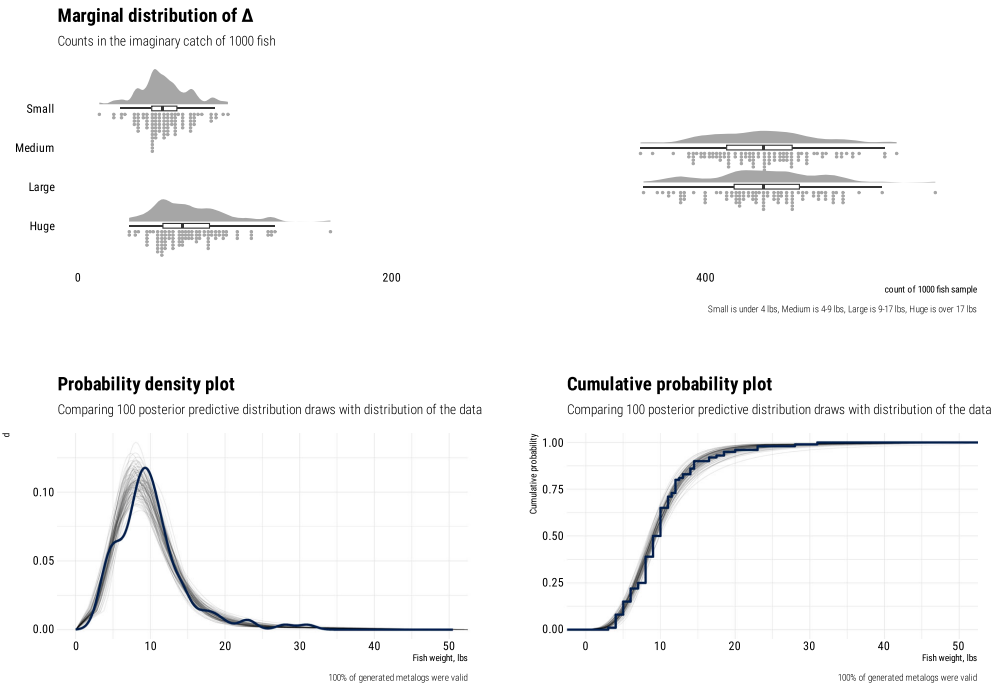 Marginal distribution of Δ
Counts in the imaginary catch of 1000 fish
Small
Medium
Large
Huge
0 200 400
count of 1000 fish sample
Small is under 4 lbs, Medium is 4-9 lbs, Large is 9-17 lbs, Huge is over 17 lbs
Probability density plot
Comparing 100 posterior predictive distribution draws with distribution of the data
d
0.10
0.05
0.00
0 10 20 30 40 50
Fish weight, lbs
100% of generated metalogs were valid
Cumulative probability plot
Comparing 100 posterior predictive distribution draws with distribution of the data
Cumulative probability
1.00
0.75
0.50
0.25
0.00
0 10 20 30 40 50
Fish weight, lbs
100% of generated metalogs were valid